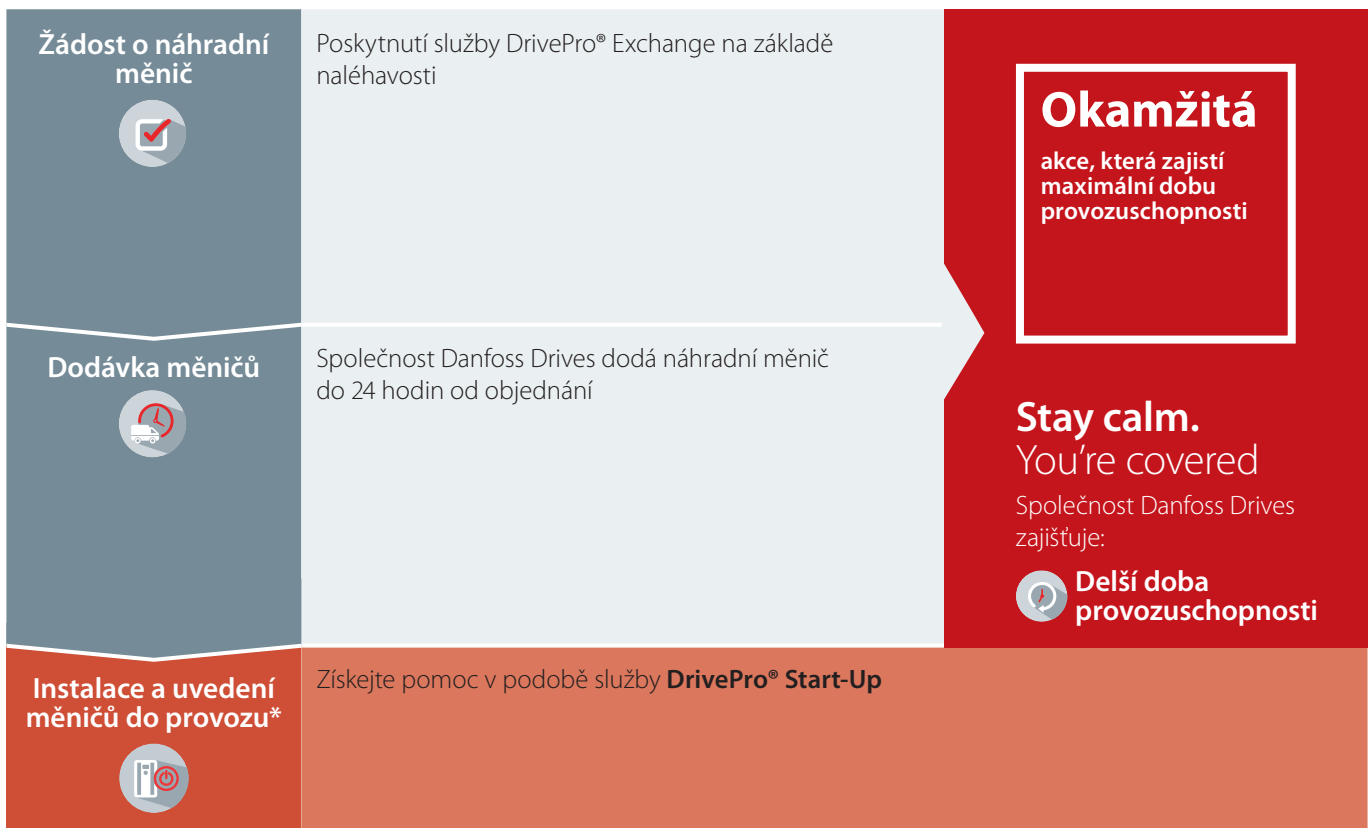 Žádost o náhradní
měnič
Poskytnutí služby DrivePro® Exchange na základě
naléhavosti
Dodávka měničů
Společnost Danfoss Drives dodá náhradní měnič
do 24 hodin od objednání
Instalace a uvedení
měničů do provozu*
Získejte pomoc v podobě služby DrivePro® Start-Up
Okamžitá
akce, která zajistí
maximální dobu
provozuschopnosti
Stay calm.
You’re covered
Společnost Danfoss Drives
zajišťuje:
Delší doba
provozuschopnosti